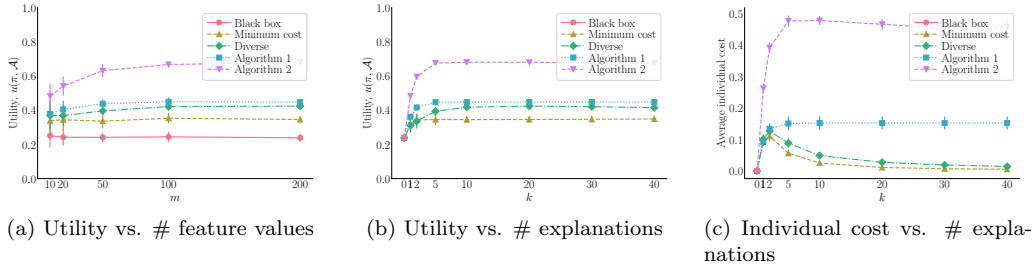 1.0
0.8
0.6
0.4
0.2
0.0
Utility, u(π, 𝒜)
10 20 50 100 200
m
Black box
Minimum cost
Diverse
Algorithm 1
Algorithm 2
(a) Utility vs. # feature values
1.0
0.8
0.6
0.4
0.2
0.0
Utility, u(π, 𝒜)
0 1 2 5 10 20 30 40
k
Black box
Minimum cost
Diverse
Algorithm 1
Algorithm 2
(b) Utility vs. # explanations
0.5
0.4
0.3
0.2
0.1
0.0
Average individual cost
0 1 2 5 10 20 30 40
k
Black box
Minimum cost
Diverse
Algorithm 1
Algorithm 2
(c) Individual cost vs. # expla-
nations